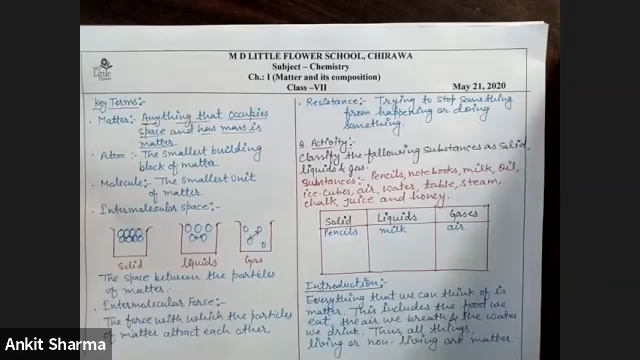 M D LITTLE FLOWER SCHOOL, CHIRAWA
Subject – Chemistry
Ch.: I (Matter and its composition)
Class –VII
May 21, 2020
Key Terms:-
• Matter:- Anything that Occupies
space and has mass is
matter.
• Atom:- The smallest building
block of matter.
• Molecule:- The smallest unit
of matter.
• Intermolecular space:-
Solid
liquids
Gas
The space between the particles
of matter.
• Intermolecular Force:-
The force with which the particles
of matter attract each other
• Resistance:- Trying to stop something
from happening or doing
something.
Q. Activity:-
Classify the following Substances as Solid,
liquids & gas.
Substances:- Pencils, notebooks, milk, Oil,
ice-cubes, air, water, table, steam,
chalk, juice and honey.
Solid Liquids Gases
Pencils milk air.
Introduction:-
Everything that we can think of is
matter. This includes the food we
eat, the air we breath & the water
we drink. Thus, all things,
living or non-living are matter.
Ankit Sharma